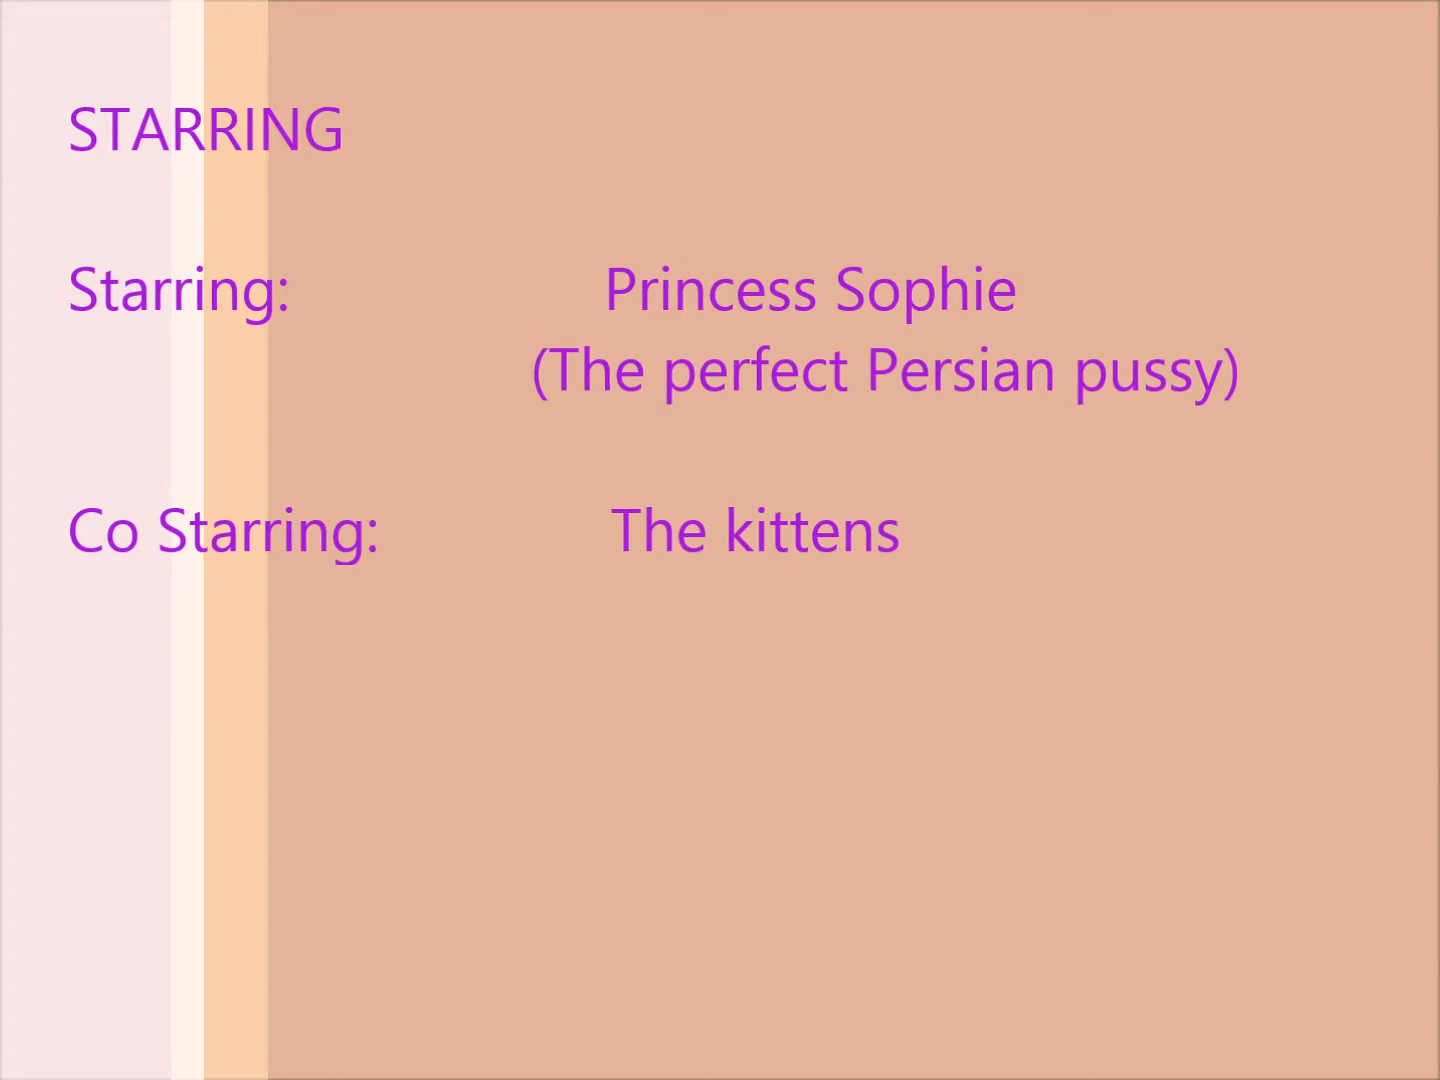 STARRING
Starring: Princess Sophie
(The perfect Persian pussy)
Co Starring: The kittens